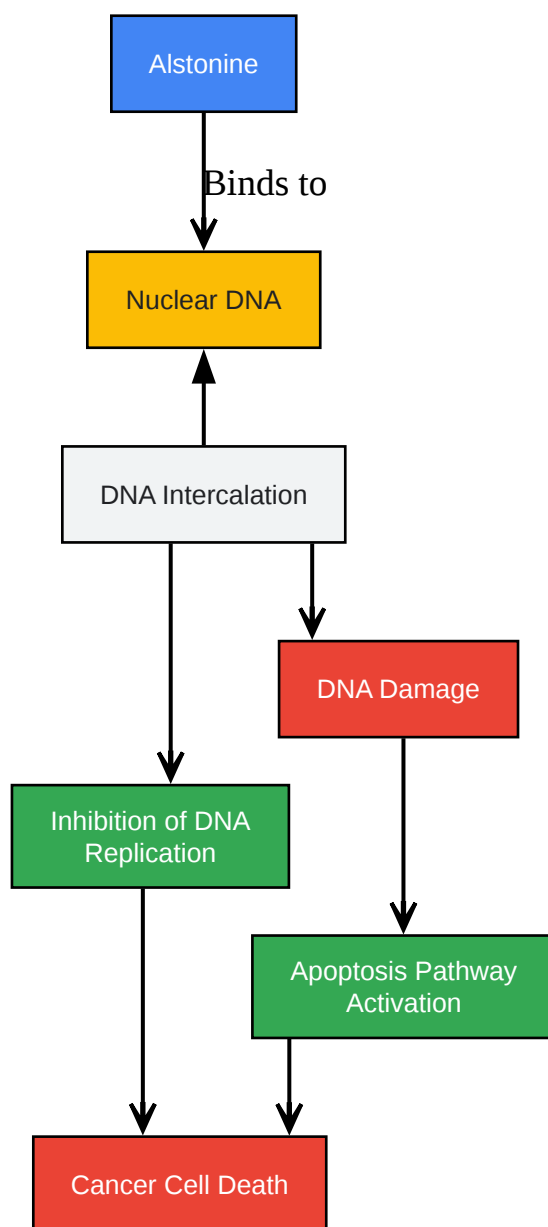 Alstonine
Binds to
Nuclear DNA
DNA Intercalation
DNA Damage
Inhibition of DNA
Replication
Apoptosis Pathway
Activation
Cancer Cell Death